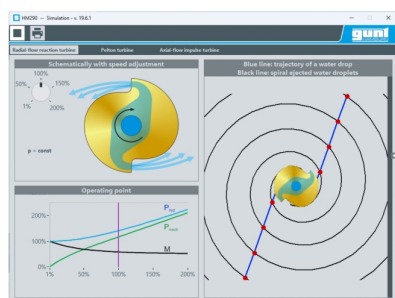 HM290 — Simulation - v. 19.6.1
gunt
Radial-flow reaction turbine Pelton turbine Axial-flow impulse turbine
Schematically with speed adjustment
100%
50% 150%
1% 200%
p = const
Operating point
200%
100%
0%
P
P
M
1% 50% 100% 150% 200%
Blue line: trajectory of a water drop
Black line: spiral ejected water droplets